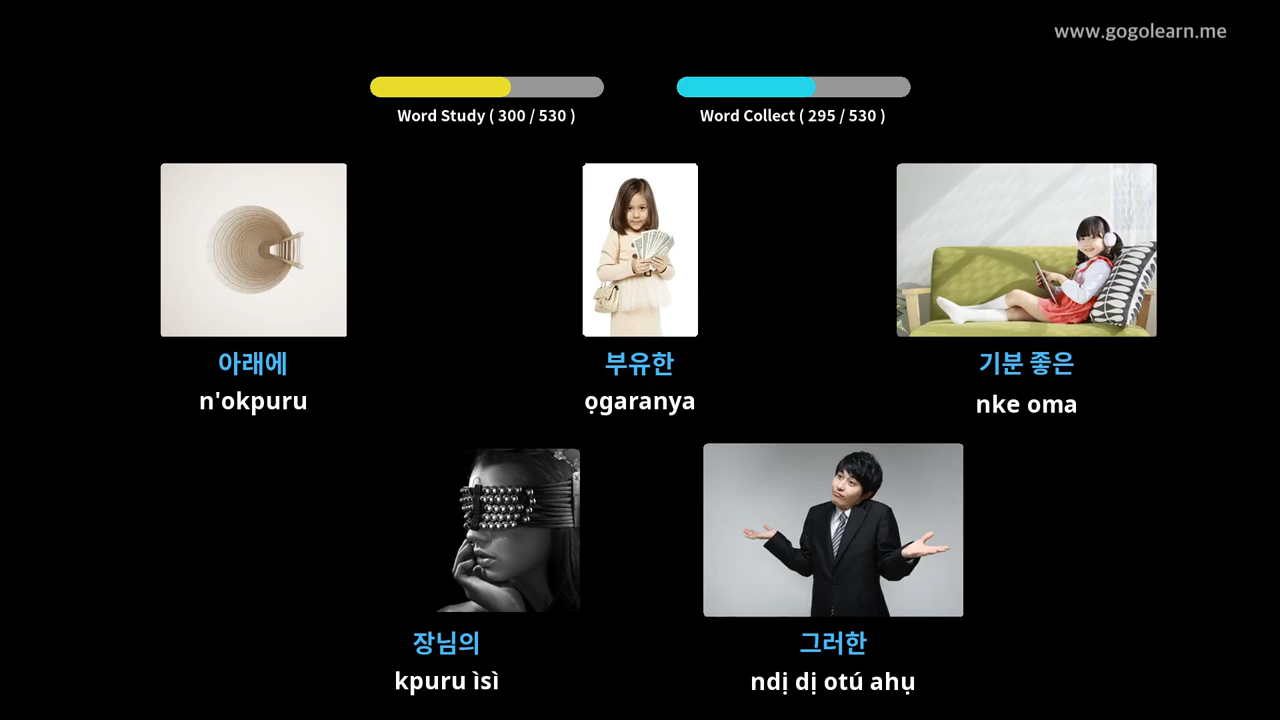 www.gogolearn.me
Word Study ( 300 / 530 )
Word Collect ( 295 / 530 )
아래에
n'okpuru
부유한
ọgaranya
기분 좋은
nke oma
장님의
kpuru ìsì
그러한
ndị dị otú ahụ